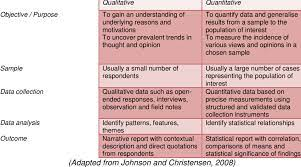 Qualitative Quantitative
Objective / Purpose To gain an understanding of To quantify data and generalise
underlying reasons and results from a sample to the
motivations population of interest
To uncover prevalent trends in To measure the incidence of
thought and opinion various views and opinions in a
chosen sample
Sample Usually a small number of Usually a large number of cases
respondents representing the population of
interest
Data collection Qualitative data such as open- Quantitative data based on
ended responses, interviews, precise measurements using
observation and field notes structured and validated data
collection instruments
Data analysis Identify patterns, features, Identify statistical relationships
themes
Outcome Narrative report with contextual Statistical report with correlation,
description and direct quotations comparisons of means and
from respondents statistical significance of findings
(Adapted from Johnson and Christensen, 2008)